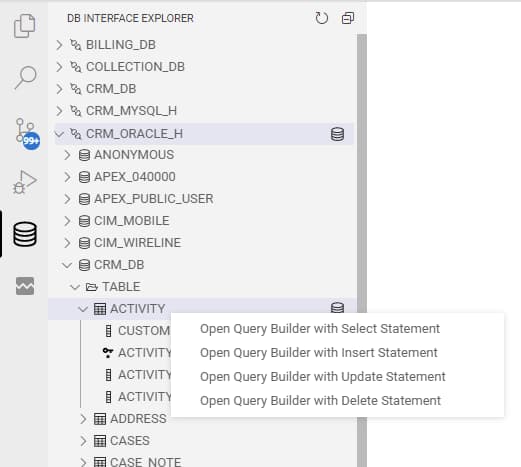 DB INTERFACE EXPLORER
BILLING_DB
COLLECTION_DB
CRM_DB
CRM_MYSQL_H
99+
CRM_ORACLE_H
ANONYMOUS
APEX_040000
APEX_PUBLIC_USER
CIM_MOBILE
CIM_WIRELINE
CRM_DB
TABLE
ACTIVITY
CUSTOM
ACTIVITY
ACTIVITY
ACTIVITY
Open Query Builder with Select Statement
Open Query Builder with Insert Statement
Open Query Builder with Update Statement
Open Query Builder with Delete Statement
ADDRESS
CASES
CASE_NOTE